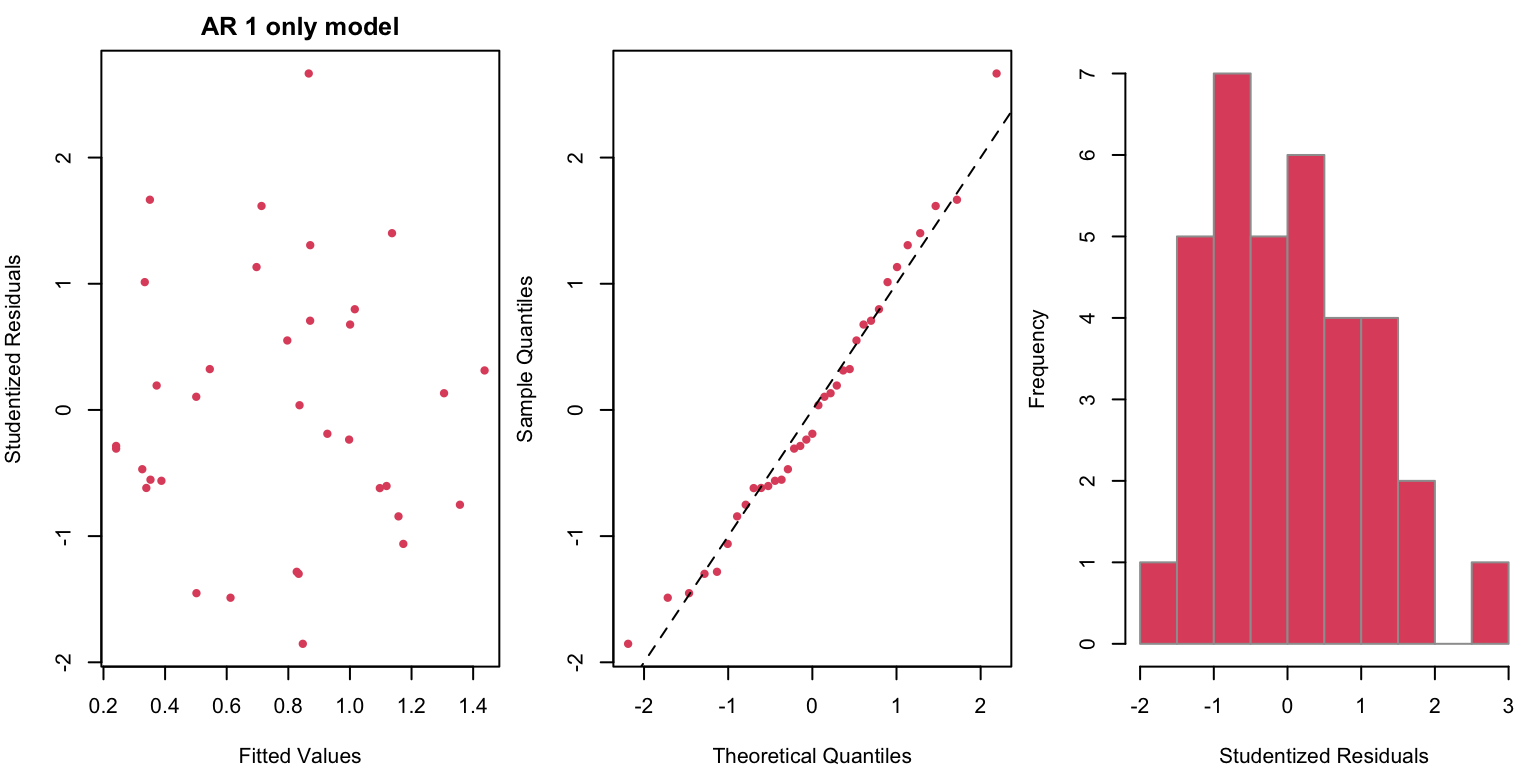 AR 1 only model
Studentized Residuals
2
1
0
-1
-2
0.2 0.4 0.6 0.8 1.0 1.2 1.4
Fitted Values
Sample Quantiles
2
1
0
-1
-2
-2 -1 0 1 2
Theoretical Quantiles
Frequency
7
6
5
4
3
2
1
0
-2 -1 0 1 2 3
Studentized Residuals